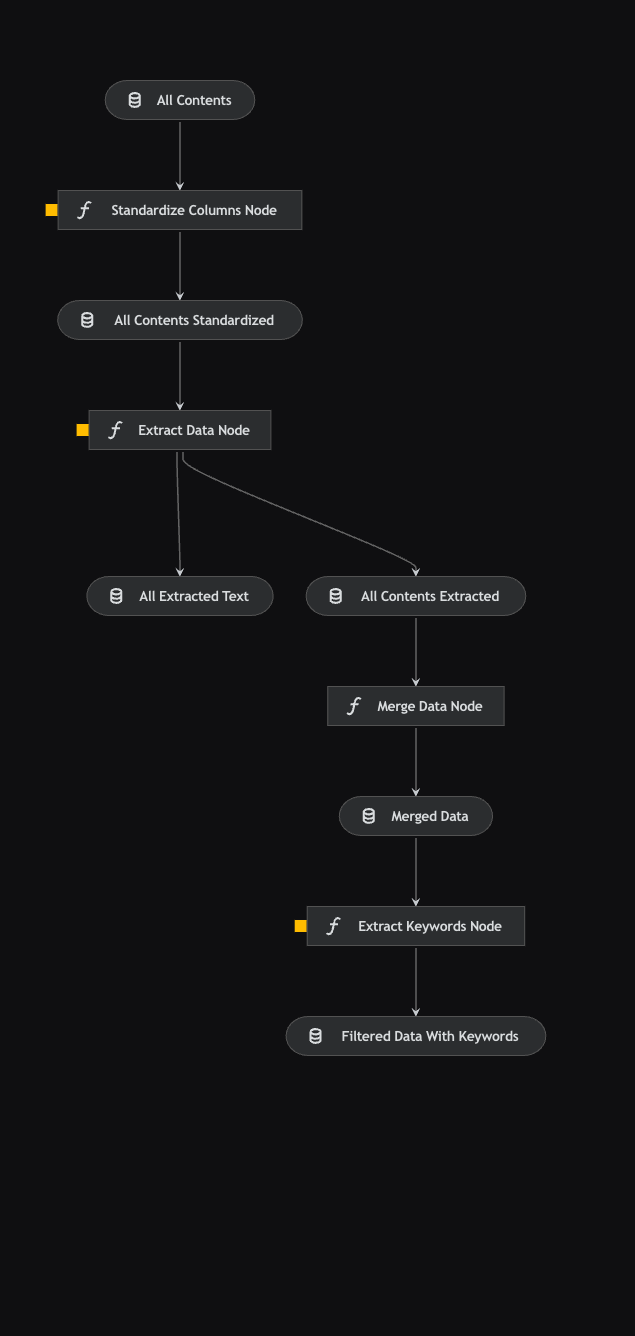 All Contents
Standardize Columns Node
All Contents Standardized
Extract Data Node
All Extracted Text
All Contents Extracted
Merge Data Node
Merged Data
Extract Keywords Node
Filtered Data With Keywords